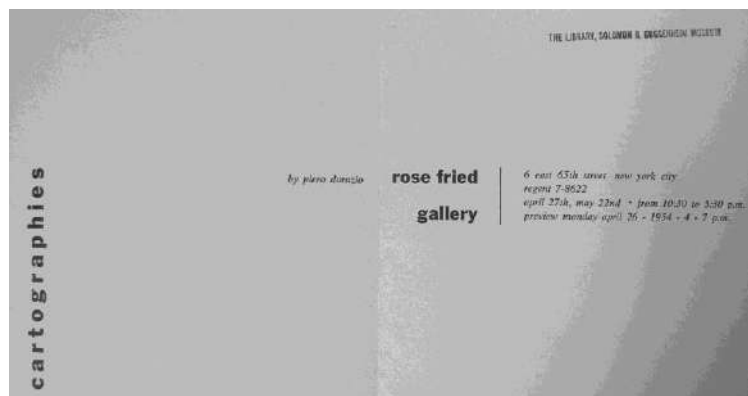 THE LIBRARY, SOLOMON R. GUGGENHEIM MUSEUM
cartographies
by piero dorazio
rose fried
gallery
6 east 65th street new york city
regent 7-8622
april 27th, may 22nd • from 10:30 to 5:30 p.m.
preview monday april 26 - 1954 - 4 - 7 p.m.